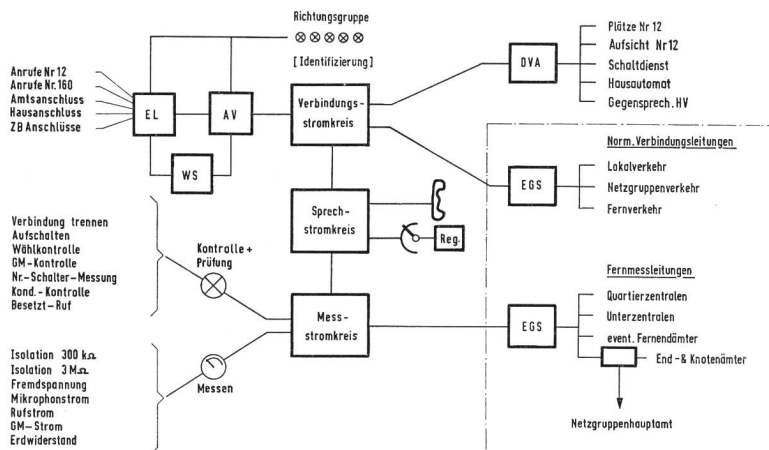 Richtungsgruppe
[Identifizierung]
Anrufe Nr 12
Anrufe Nr. 160
Amtsanschluss
Hausanschluss
ZB Anschlüsse
EL
AV
WS
Verbindungs-
stromkreis
DVA
Plätze Nr 12
Aufsicht Nr 12
Schaltdienst
Hausautomat
Gegensprech. HV
Norm. Verbindungsleitungen
EGS
Lokalverkehr
Netzgruppenverkehr
Fernverkehr
Sprech-
stromkreis
Reg.
Verbindung trennen
Aufschalten
Wählkontrolle
GM-Kontrolle
Nr.-Schalter-Messung
Kond.-Kontrolle
Besetzt-Ruf
Kontrolle +
Prüfung
Mess-
stromkreis
Fernmessleitungen
EGS
Quartierzentralen
Unterzentralen
event. Fernendämter
End-& Knotenämter
Netzgruppenhauptamt
Isolation 300 kΩ
Isolation 3 MΩ
Fremdspannung
Mikrophonstrom
Rufstrom
GM-Strom
Erdwiderstand
Messen